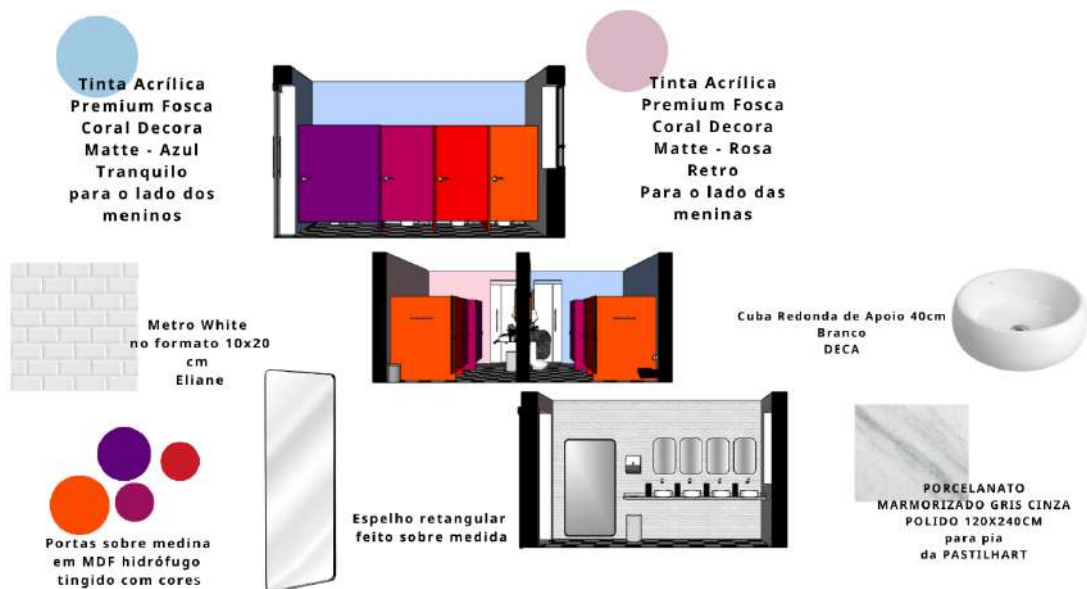 Tinta Acrílica
Premium Fosca
Coral Decora
Matte - Azul
Tranquilo
para o lado dos
meninos
Tinta Acrílica
Premium Fosca
Coral Decora
Matte - Rosa
Retro
Para o lado das
meninas
Metro White
no formato 10x20
cm
Eliane
Cuba Redonda de Apoio 40cm
Branco
DECA
Portas sobre medina
em MDF hidrófugo
tingido com cores
Espelho retangular
feito sobre medida
PORCELANATO
MARMORIZADO GRIS CINZA
POLIDO 120X240CM
para pia
da PASTILHART